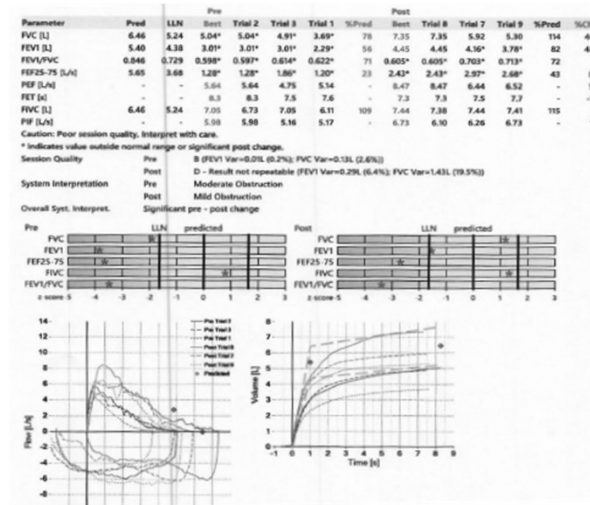 Pre Post
Parameter Pred LLN Best Trial 2 Trial 3 Trial 1 %Pred Best Trial 8 Trial 7 Trial 9 %Pred
FVC [L] 6.46 5.24 5.04* 5.04* 4.91* 3.69* 78 7.35 7.35 5.92 5.30 114
FEV1 [L] 5.40 4.38 3.01* 3.01* 3.01* 2.29* 56 4.45 4.45 4.16* 3.78* 82
FEV1/FVC 0.846 0.729 0.598* 0.597* 0.614* 0.622* 71 0.605* 0.605* 0.703* 0.713* 72
FEF25-75 [L/s] 5.65 3.68 1.28* 1.28* 1.86* 1.20* 23 2.43* 2.43* 2.97* 2.68* 43
PEF [L/s] - - 5.64 5.64 4.75 5.14 - 8.47 8.47 6.44 6.52 -
FET [s] - - 8.3 8.3 7.5 7.6 - 7.3 7.3 7.5 7.7 -
FIVC [L] 6.46 5.24 7.05 6.73 7.05 6.11 109 7.44 7.38 7.44 7.41 115
PIF [L/s] - - 5.98 5.98 5.16 5.17 - 6.73 6.10 6.26 6.73 -
Caution: Poor session quality. Interpret with care.
* Indicates value outside normal range or significant post change.
Session Quality Pre B (FEV1 Var=0.01L (0.2%); FVC Var=0.13L (2.6%))
Post D - Result not repeatable (FEV1 Var=0.29L (6.4%); FVC Var=1.43L (19.5%))
System Interpretation Pre Moderate Obstruction
Post Mild Obstruction
Overall Syst. Interpret. Significant pre - post change
Pre LLN predicted Post LLN predicted
FVC FVC
FEV1 FEV1
FEF25-75 FEF25-75
FIVC FIVC
FEV1/FVC FEV1/FVC
z score -5 -4 -3 -2 -1 0 1 2 3 z score -5 -4 -3 -2 -1 0 1 2 3
Pre Trial 2
Pre Trial 3
Pre Trial 1
Post Trial 8
Post Trial 7
Post Trial 9
Predicted
Flow [L/s]
14
12
10
8
6
4
2
0
-2
-4
-6
-8
Volume [L]
8
7
6
5
4
3
2
1
0
-1 0 1 2 3 4 5 6 7 8 9
Time [s]